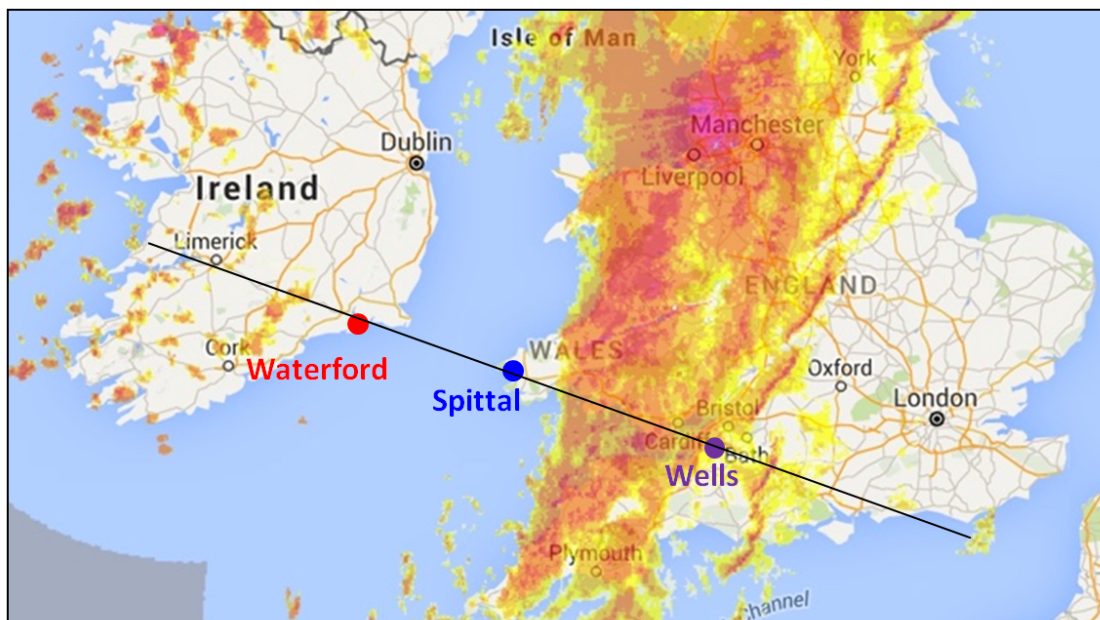 Isle of Man
York
Manchester
Dublin
Liverpool
Ireland
Limerick
ENGLAND
Cork
WALES
Waterford
Oxford
Spittal
London
Bristol
Cardiff
Bath
Wells
Plymouth
Channel